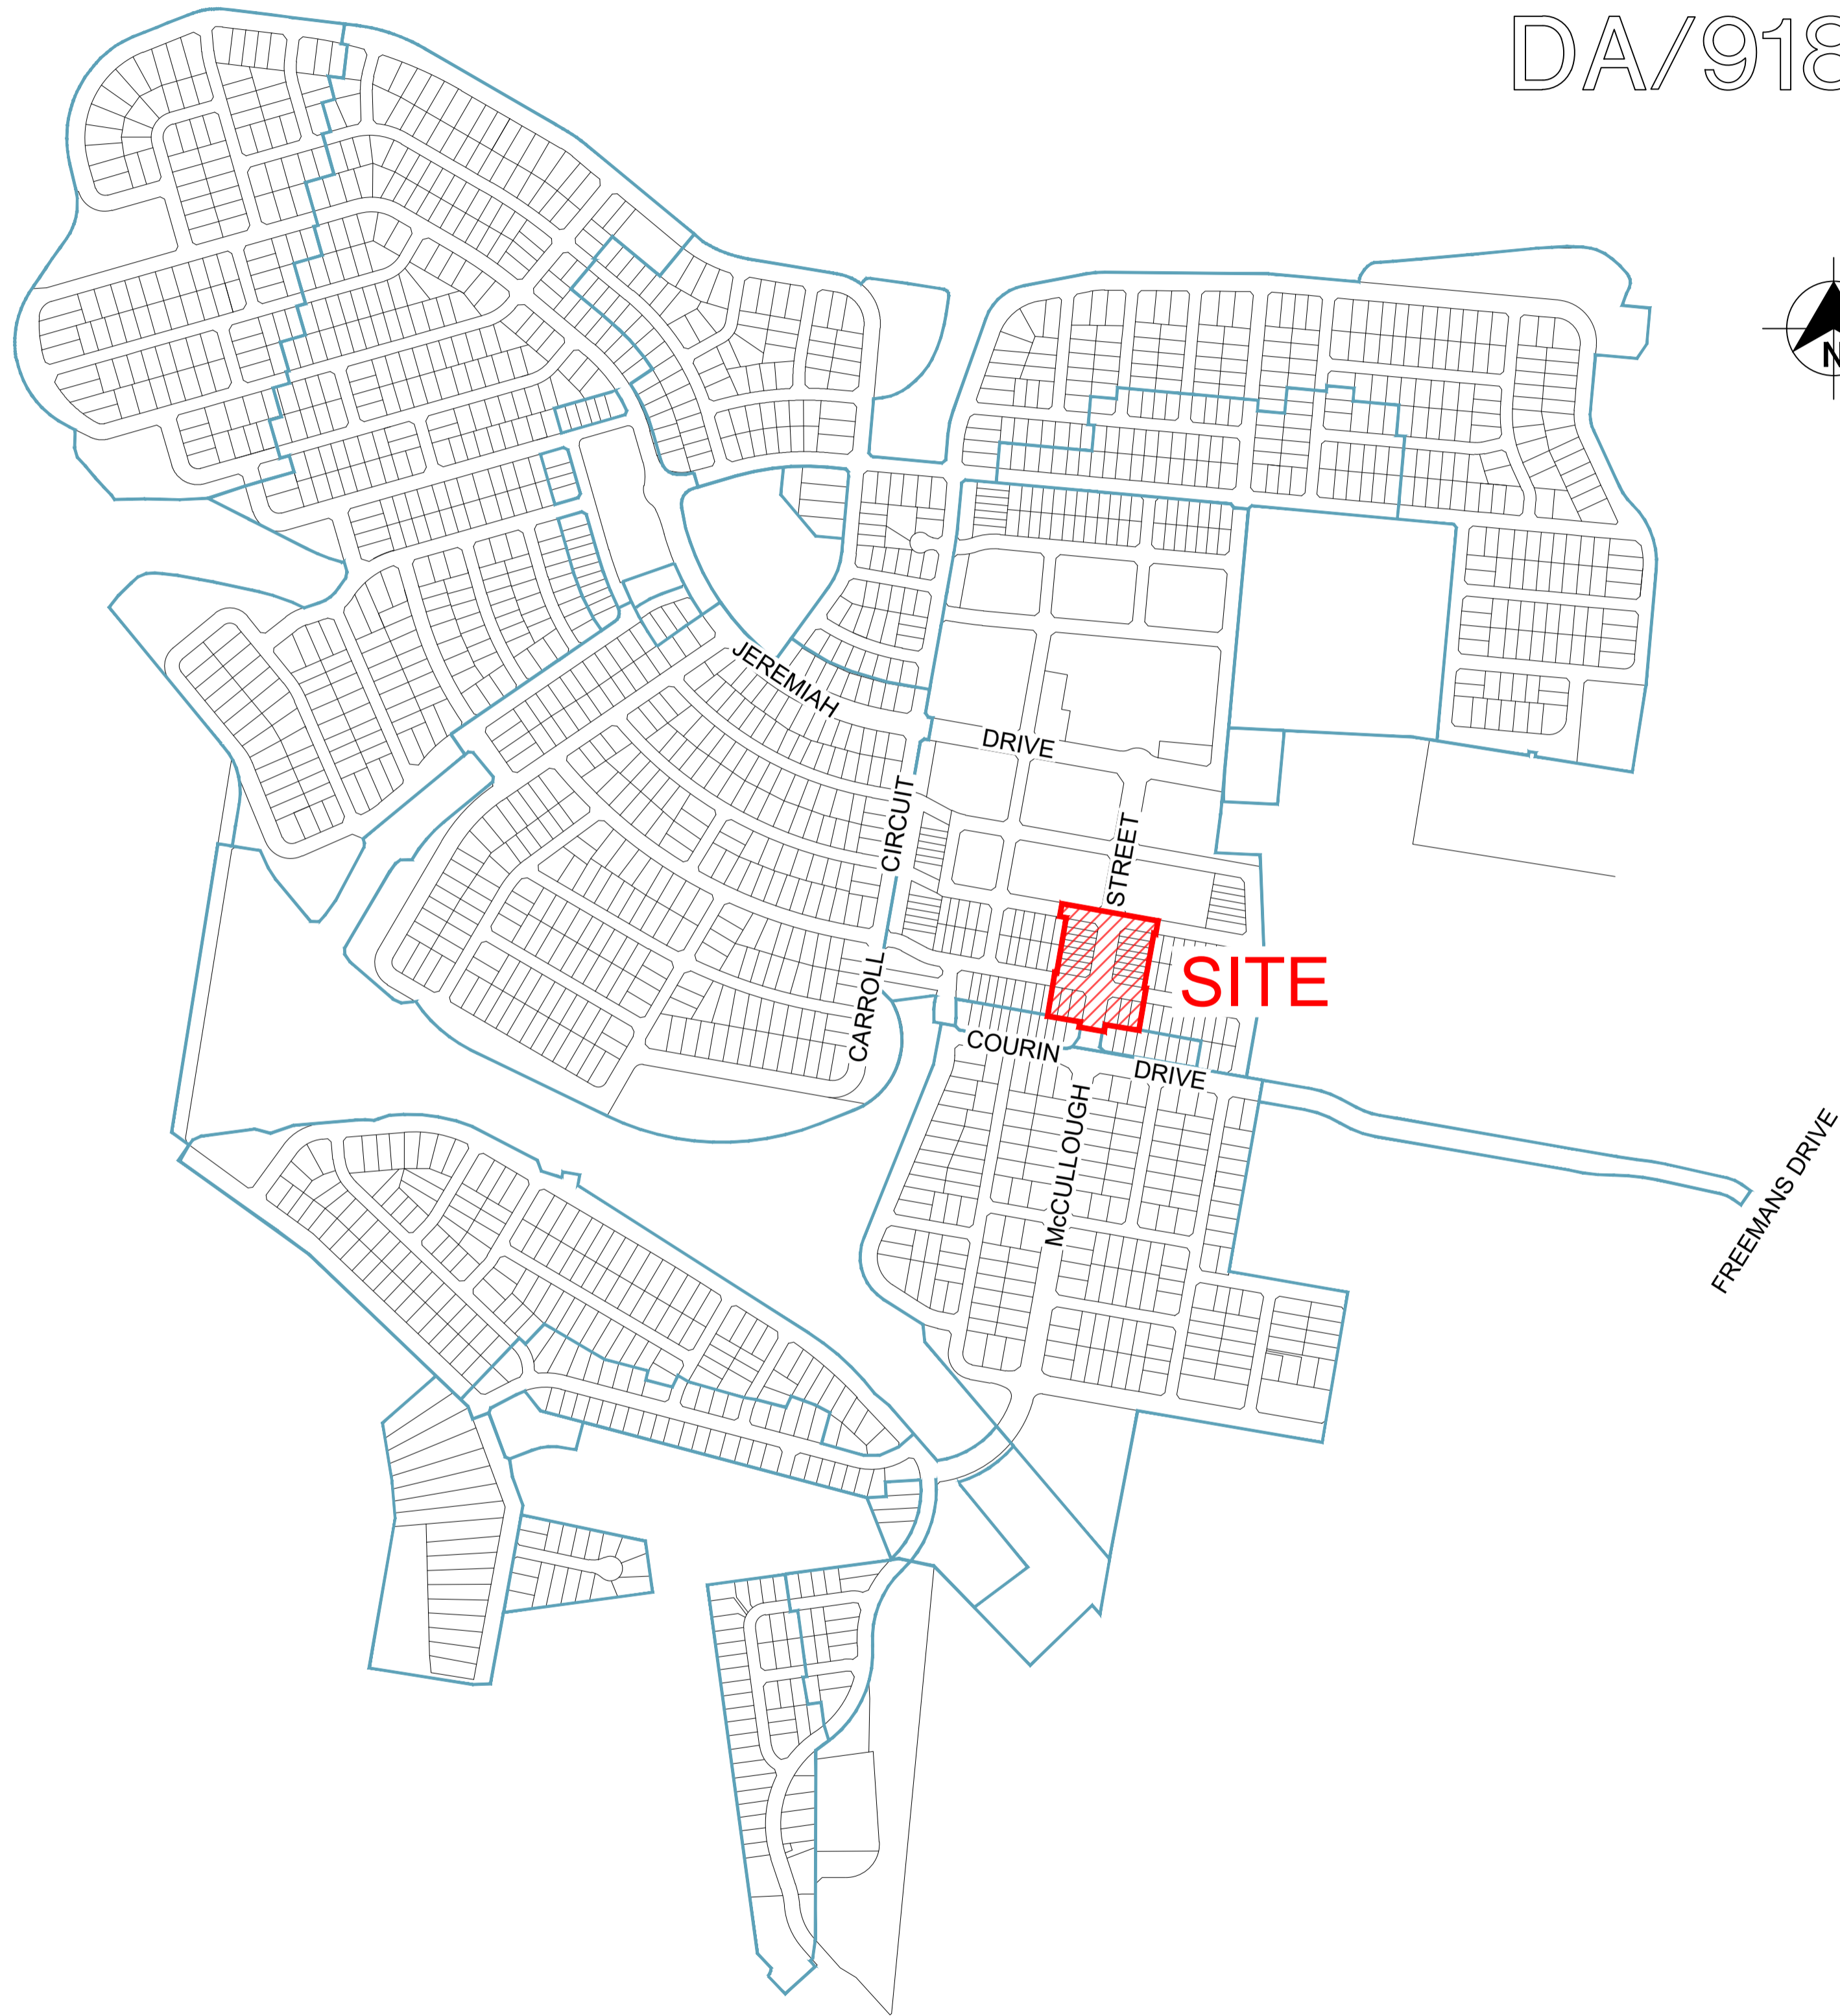 DA/918
N
JEREMIAH
DRIVE
CIRCUIT
STREET
SITE
CARROLL
COURIN
DRIVE
McCULLOUGH
FREEMANS DRIVE